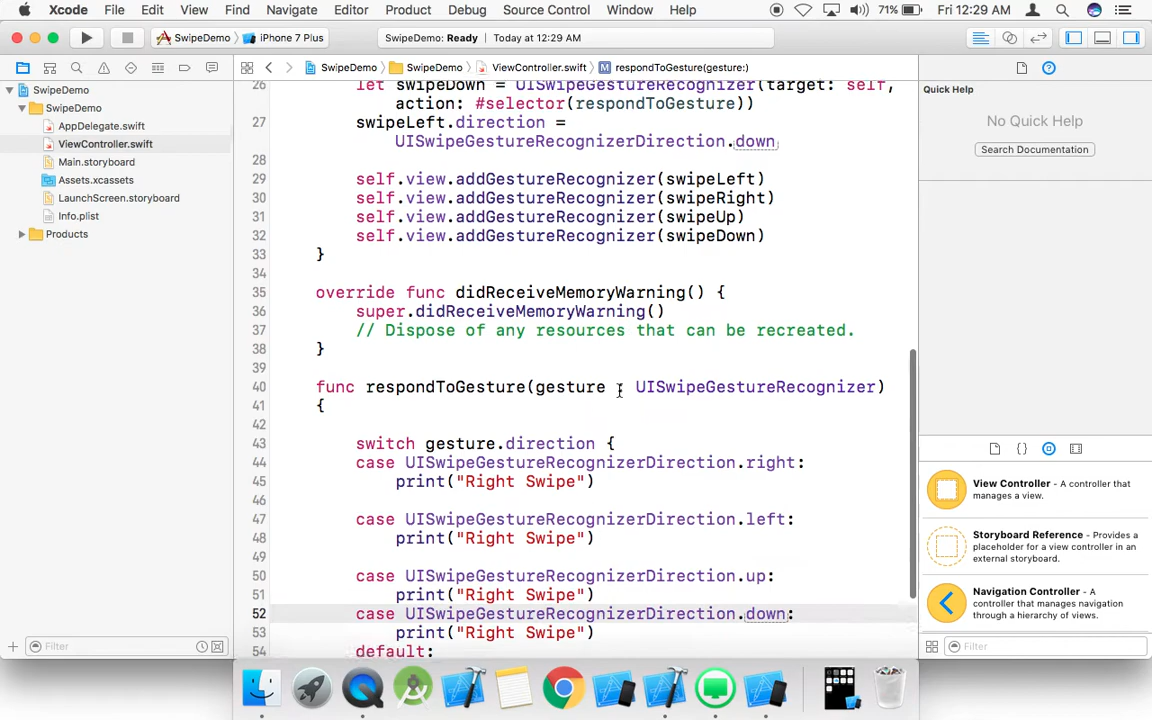 Xcode File Edit View Find Navigate Editor Product Debug Source Control Window Help 71% Fri 12:29 AM
SwipeDemo iPhone 7 Plus SwipeDemo: Ready Today at 12:29 AM
SwipeDemo SwipeDemo ViewController.swift M respondToGesture(gesture:)
SwipeDemo
SwipeDemo
AppDelegate.swift
ViewController.swift
Main.storyboard
Assets.xcassets
LaunchScreen.storyboard
Info.plist
Products
Filter
26 let swipeDown = UISwipeGestureRecognizer(target: self,
action: #selector(respondToGesture))
27 swipeLeft.direction =
UISwipeGestureRecognizerDirection.down
28
29 self.view.addGestureRecognizer(swipeLeft)
30 self.view.addGestureRecognizer(swipeRight)
31 self.view.addGestureRecognizer(swipeUp)
32 self.view.addGestureRecognizer(swipeDown)
33 }
34
35 override func didReceiveMemoryWarning() {
36 super.didReceiveMemoryWarning()
37 // Dispose of any resources that can be recreated.
38 }
39
40 func respondToGesture(gesture : UISwipeGestureRecognizer)
41 {
42
43 switch gesture.direction {
44 case UISwipeGestureRecognizerDirection.right:
45 print("Right Swipe")
46
47 case UISwipeGestureRecognizerDirection.left:
48 print("Right Swipe")
49
50 case UISwipeGestureRecognizerDirection.up:
51 print("Right Swipe")
52 case UISwipeGestureRecognizerDirection.down:
53 print("Right Swipe")
54 default:
Quick Help
No Quick Help
Search Documentation
View Controller - A controller that
manages a view.
Storyboard Reference - Provides a
placeholder for a view controller in an
external storyboard.
Navigation Controller - A
controller that manages navigation
through a hierarchy of views.
Filter